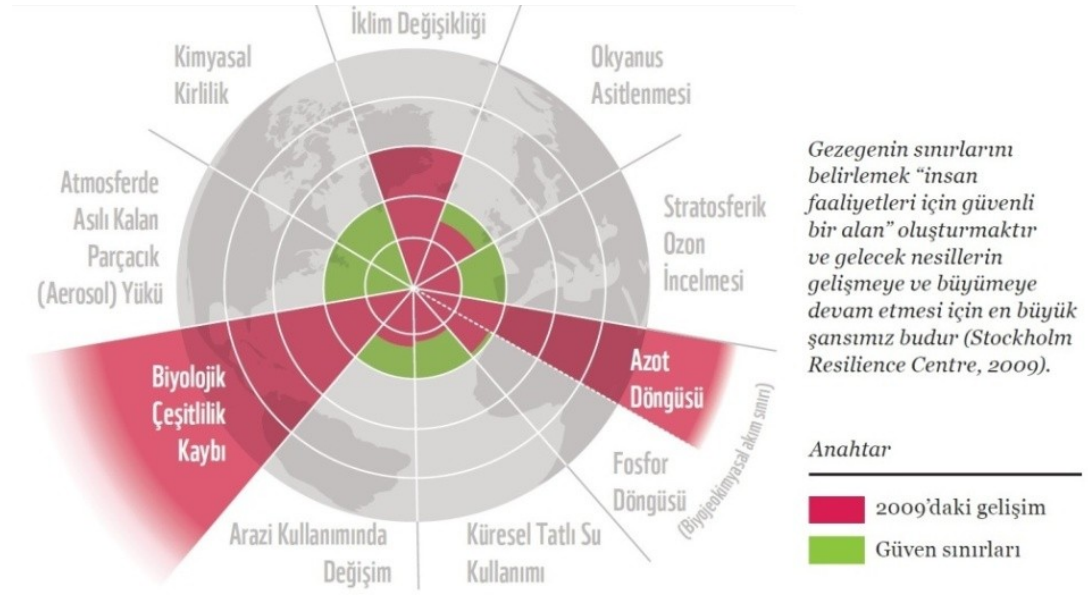 İklim Değişikliği
Kimyasal
Kirlilik
Okyanus
Asitlenmesi
Atmosferde
Asılı Kalan
Parçacık
(Aerosol) Yükü
Stratosferik
Ozon
İncelmesi
Biyolojik
Çeşitlilik
Kaybı
Azot
Döngüsü
Fosfor
Döngüsü
(Biyojeokimyasal akım sınırı)
Arazi Kullanımında
Değişim
Küresel Tatlı Su
Kullanımı
Gezegenin sınırlarını
belirlemek “insan
faaliyetleri için güvenli
bir alan” oluşturmaktır
ve gelecek nesillerin
gelişmeye ve büyümeye
devam etmesi için en büyük
şansımız budur (Stockholm
Resilience Centre, 2009).
Anahtar
2009’daki gelişim
Güven sınırları